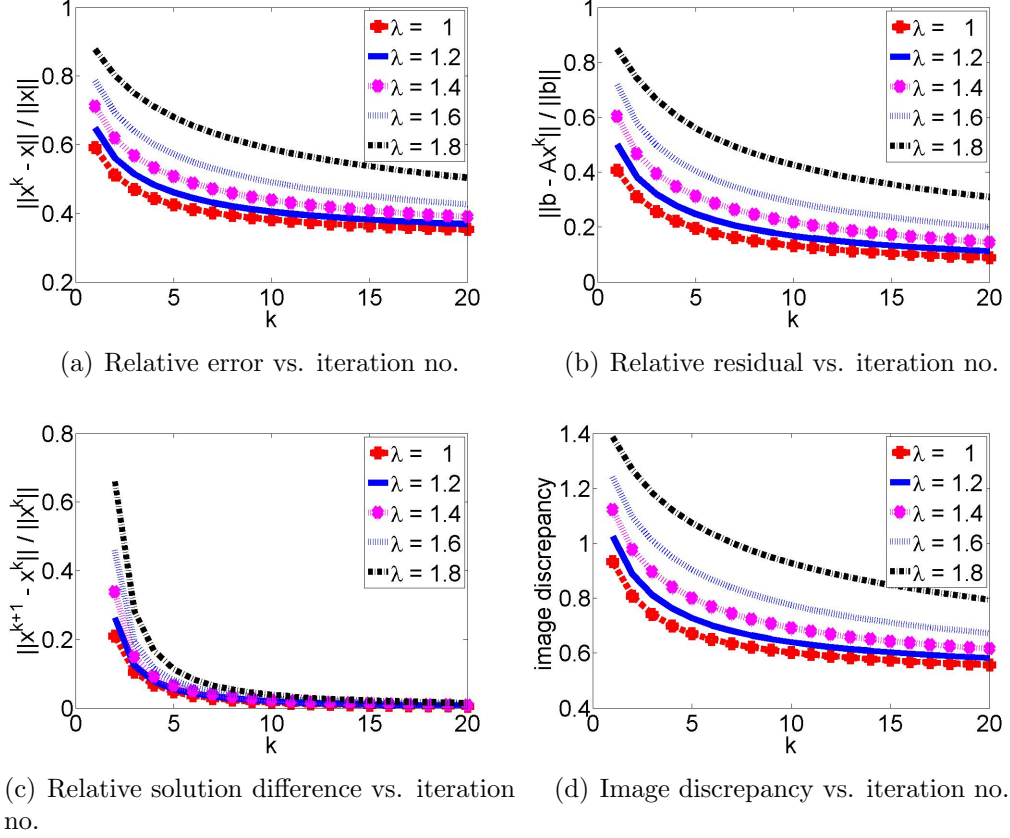 1
0.8
0.6
0.4
0.2
0 5 10 15 20
k
||x^k - x|| / ||x||
λ = 1
λ = 1.2
λ = 1.4
λ = 1.6
λ = 1.8
(a) Relative error vs. iteration no.
1
0.8
0.6
0.4
0.2
0
0 5 10 15 20
k
||b - Ax^k|| / ||b||
λ = 1
λ = 1.2
λ = 1.4
λ = 1.6
λ = 1.8
(b) Relative residual vs. iteration no.
0.8
0.6
0.4
0.2
0
0 5 10 15 20
k
||x^{k+1} - x^k|| / ||x^k||
λ = 1
λ = 1.2
λ = 1.4
λ = 1.6
λ = 1.8
(c) Relative solution difference vs. iteration
no.
1.4
1.2
1
0.8
0.6
0.4
0 5 10 15 20
k
image discrepancy
λ = 1
λ = 1.2
λ = 1.4
λ = 1.6
λ = 1.8
(d) Image discrepancy vs. iteration no.